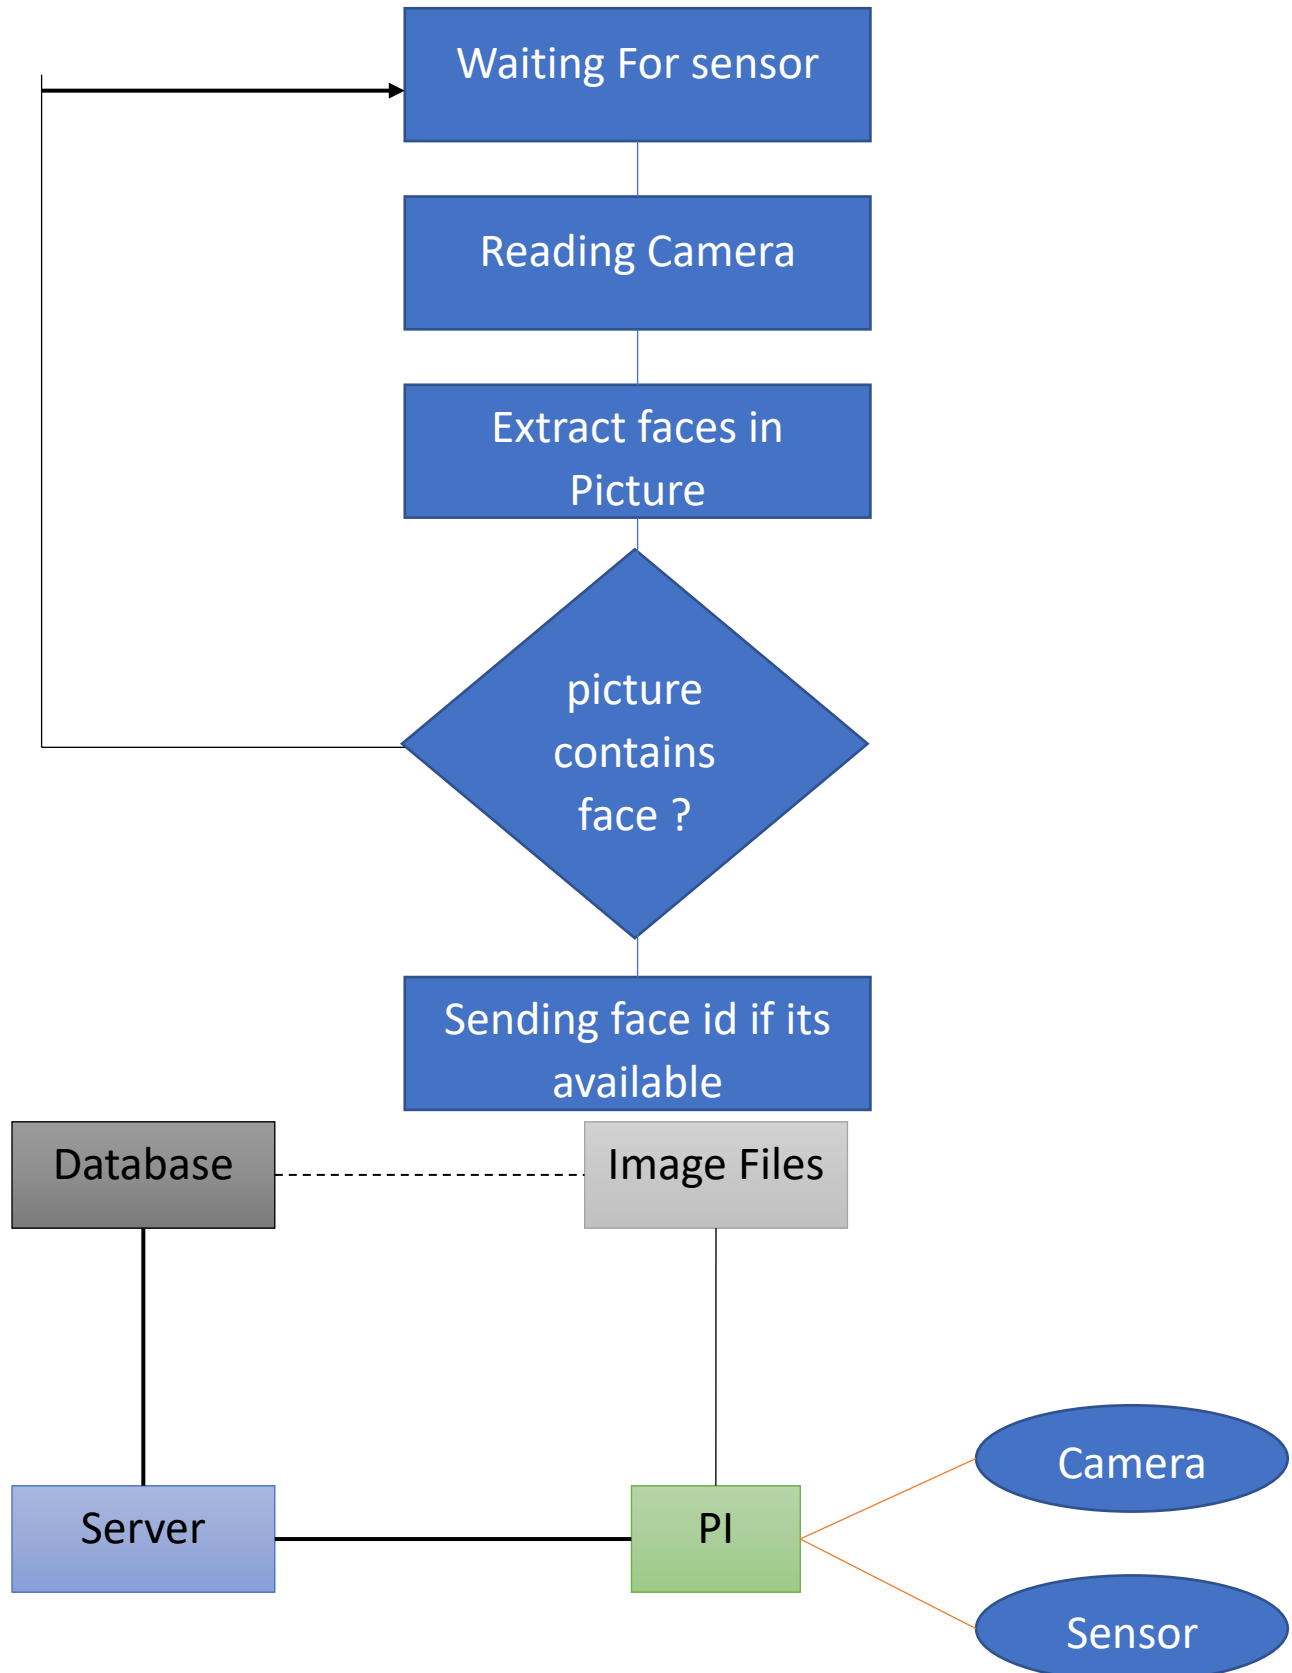 Waiting For sensor
Reading Camera
Extract faces in
Picture
picture
contains
face ?
Sending face id if its
available
Database
Image Files
Camera
Server
PI
Sensor